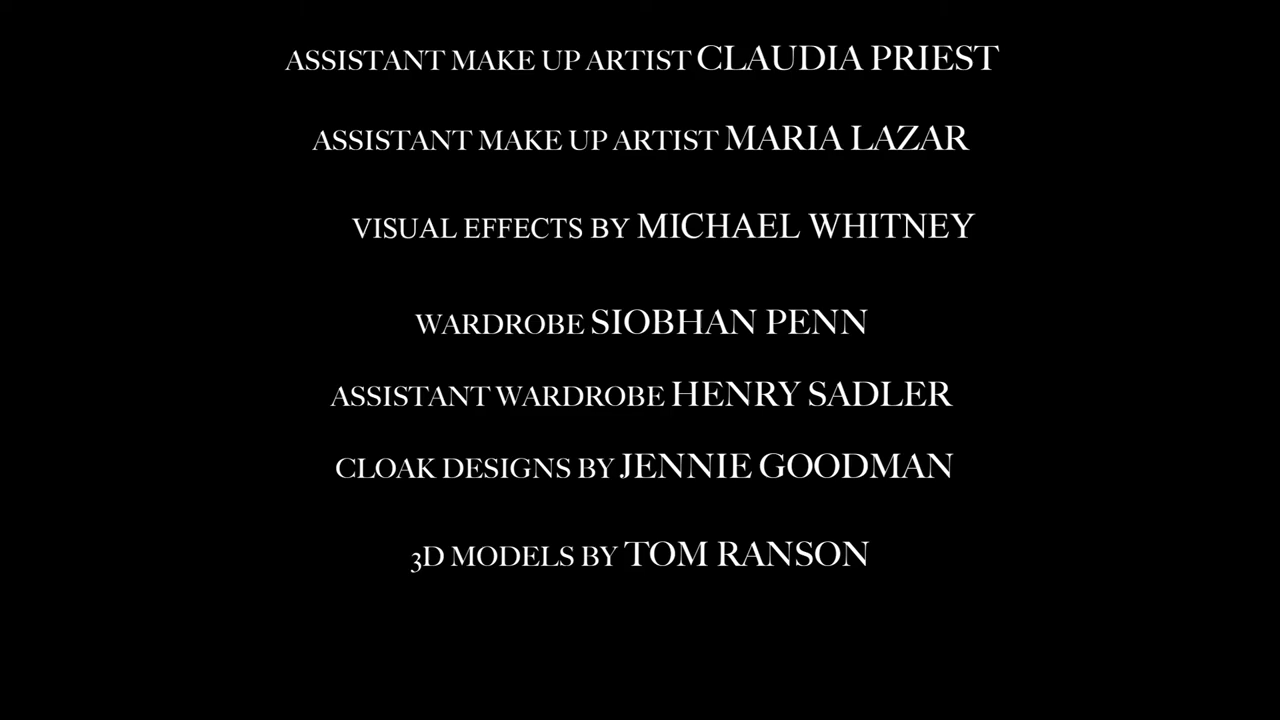 ASSISTANT MAKE UP ARTIST CLAUDIA PRIEST
ASSISTANT MAKE UP ARTIST MARIA LAZAR
VISUAL EFFECTS BY MICHAEL WHITNEY
WARDROBE SIOBHAN PENN
ASSISTANT WARDROBE HENRY SADLER
CLOAK DESIGNS BY JENNIE GOODMAN
3D MODELS BY TOM RANSON